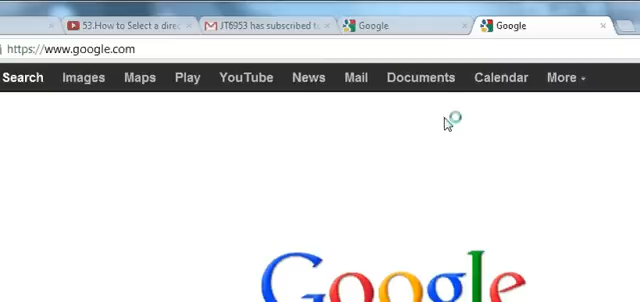 53.How to Select a direc JT6953 has subscribed to Google Google
https://www.google.com
Search Images Maps Play YouTube News Mail Documents Calendar More
Google